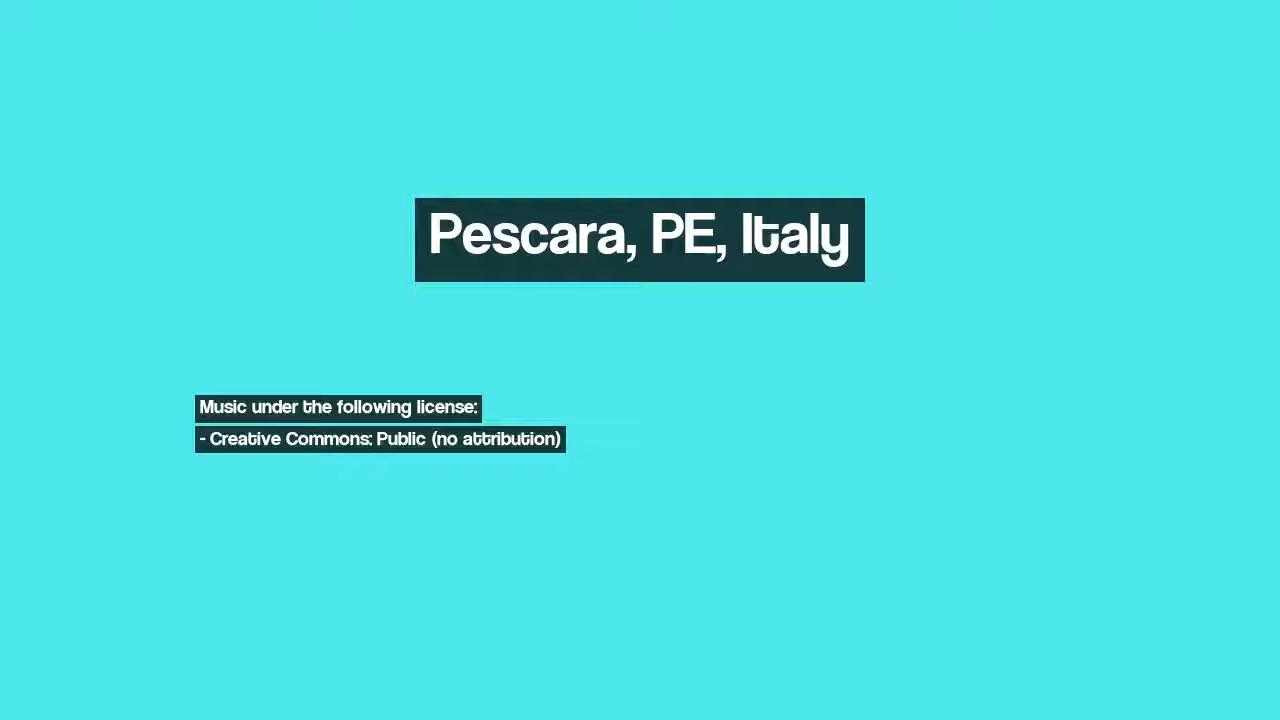 Pescara, PE, Italy
Music under the following license:
- Creative Commons: Public (no attribution)